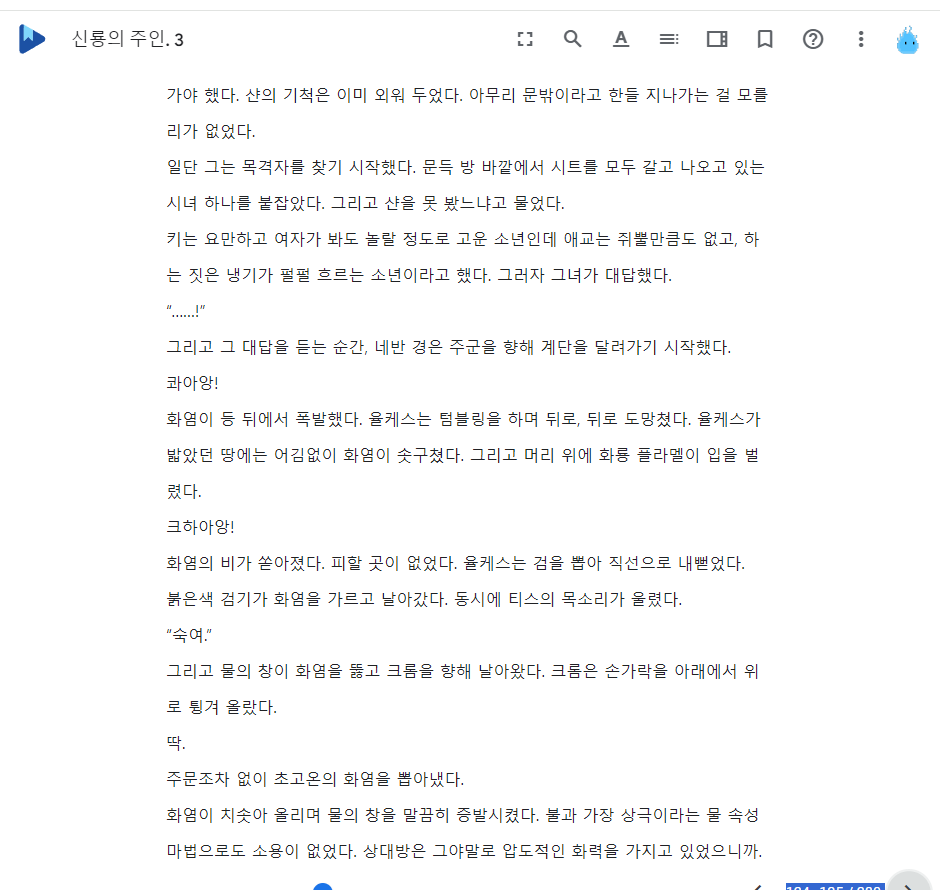 신룡의 주인. 3
가야 했다. 샨의 기척은 이미 외워 두었다. 아무리 문밖이라고 한들 지나가는 걸 모를
리가 없었다.
일단 그는 목격자를 찾기 시작했다. 문득 방 바깥에서 시트를 모두 갈고 나오고 있는
시녀 하나를 붙잡았다. 그리고 샨을 못 봤느냐고 물었다.
키는 요만하고 여자가 봐도 놀랄 정도로 고운 소년인데 애교는 쥐뿔만큼도 없고, 하
는 짓은 냉기가 펄펄 흐르는 소년이라고 했다. 그러자 그녀가 대답했다.
“......!”
그리고 그 대답을 듣는 순간, 네반 경은 주군을 향해 계단을 달려가기 시작했다.
콰아앙!
화염이 등 뒤에서 폭발했다. 율케스는 텀블링을 하며 뒤로, 뒤로 도망쳤다. 율케스가
밟았던 땅에는 어김없이 화염이 솟구쳤다. 그리고 머리 위에 화룡 플라멜이 입을 벌
렸다.
크하아앙!
화염의 비가 쏟아졌다. 피할 곳이 없었다. 율케스는 검을 뽑아 직선으로 내뻗었다.
붉은색 검기가 화염을 가르고 날아갔다. 동시에 티스의 목소리가 울렸다.
“숙여.”
그리고 물의 창이 화염을 뚫고 크롬을 향해 날아왔다. 크롬은 손가락을 아래에서 위
로 튕겨 올랐다.
딱.
주문조차 없이 초고온의 화염을 뽑아냈다.
화염이 치솟아 올리며 물의 창을 말끔히 증발시켰다. 불과 가장 상극이라는 물 속성
마법으로도 소용이 없었다. 상대방은 그야말로 압도적인 화력을 가지고 있었으니까.